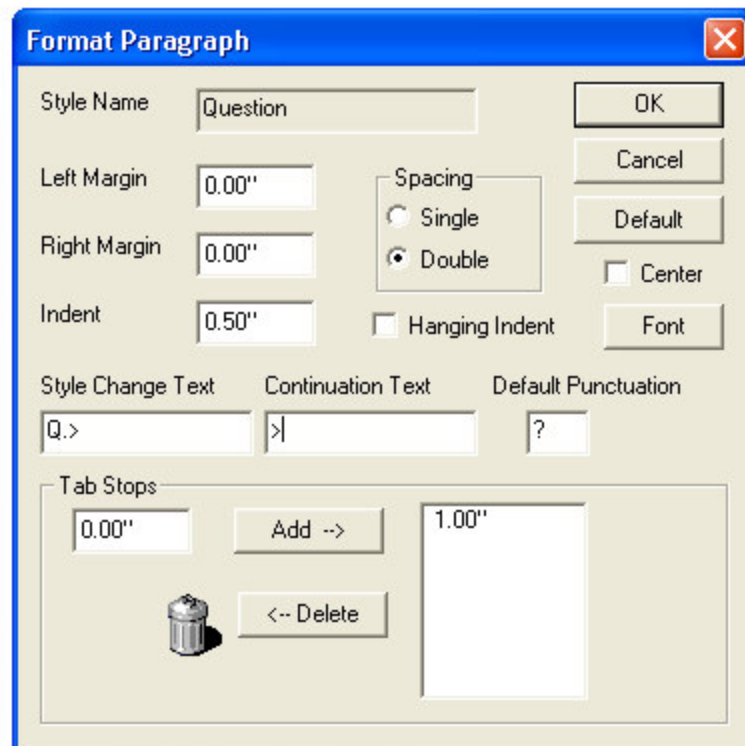 Format Paragraph
Style Name
Question
OK
Cancel
Left Margin
0.00"
Spacing
Single
Double
Default
Right Margin
0.00"
Center
Indent
0.50"
Hanging Indent
Font
Style Change Text
Continuation Text
Default Punctuation
Q.>
>
?
Tab Stops
0.00"
Add -->
1.00"
<-- Delete